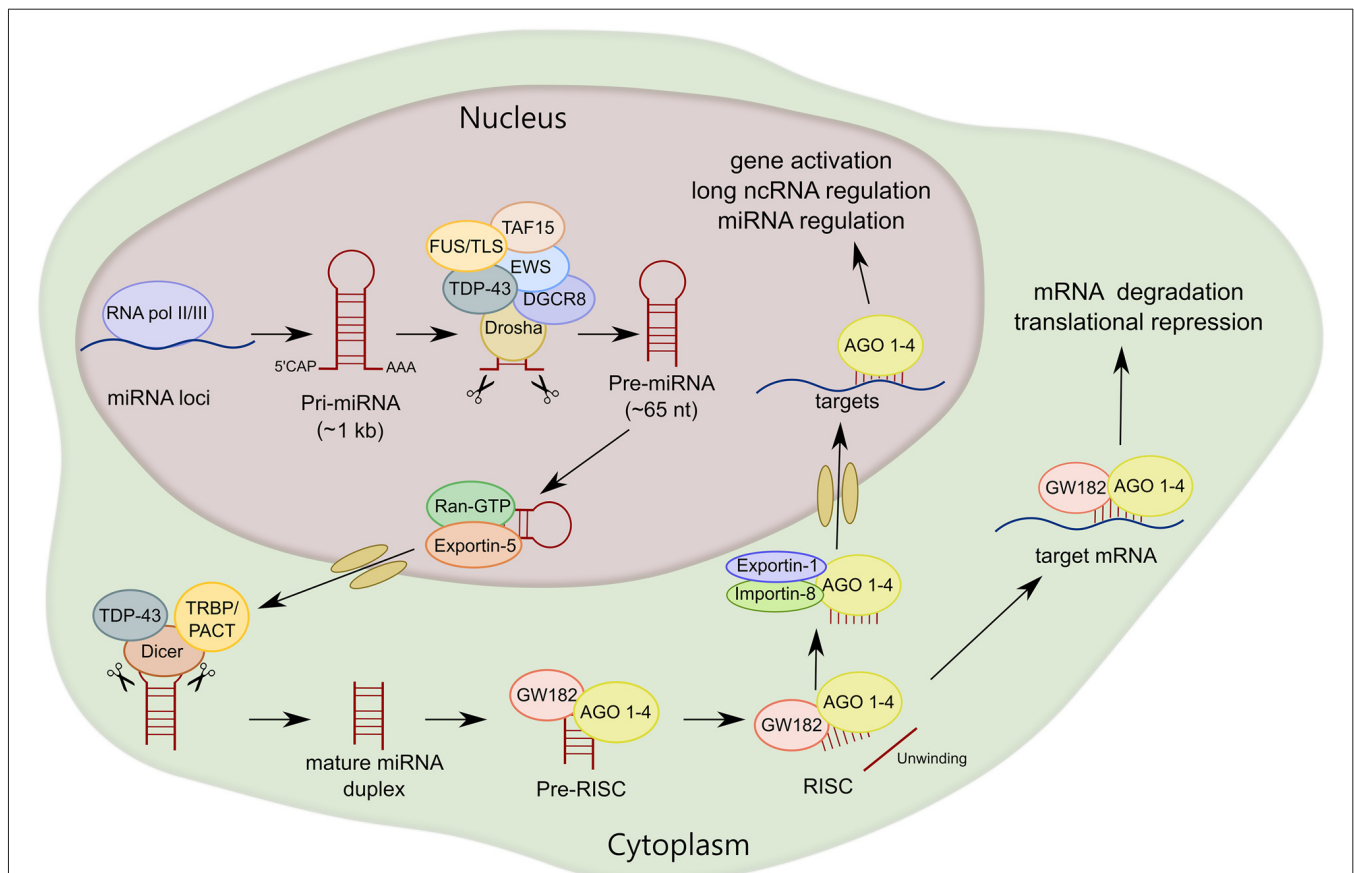 Nucleus
gene activation
long ncRNA regulation
miRNA regulation
TAF15
FUS/TLS
EWS
TDP-43
DGCR8
RNA pol II/III
Drosha
5'CAP
AAA
miRNA loci
Pri-miRNA
(~1 kb)
Pre-miRNA
(~65 nt)
AGO 1-4
targets
mRNA  degradation
translational repression
GW182
AGO 1-4
target mRNA
Ran-GTP
Exportin-5
Exportin-1
Importin-8
AGO 1-4
TDP-43
TRBP/
PACT
Dicer
mature miRNA
duplex
GW182
AGO 1-4
Pre-RISC
AGO 1-4
GW182
Unwinding
RISC
Cytoplasm